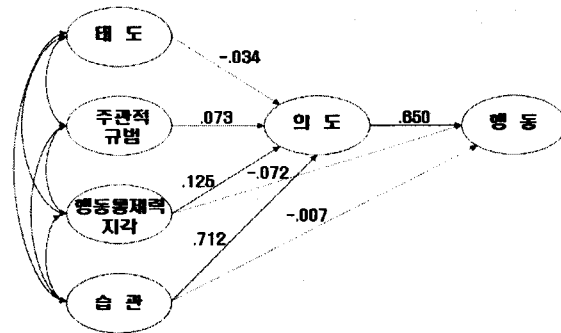 태 도
-.034
주관적
규범
.073
의 도
.650
행 동
.125
-.072
행동통제력
지각
-.007
.712
습 관